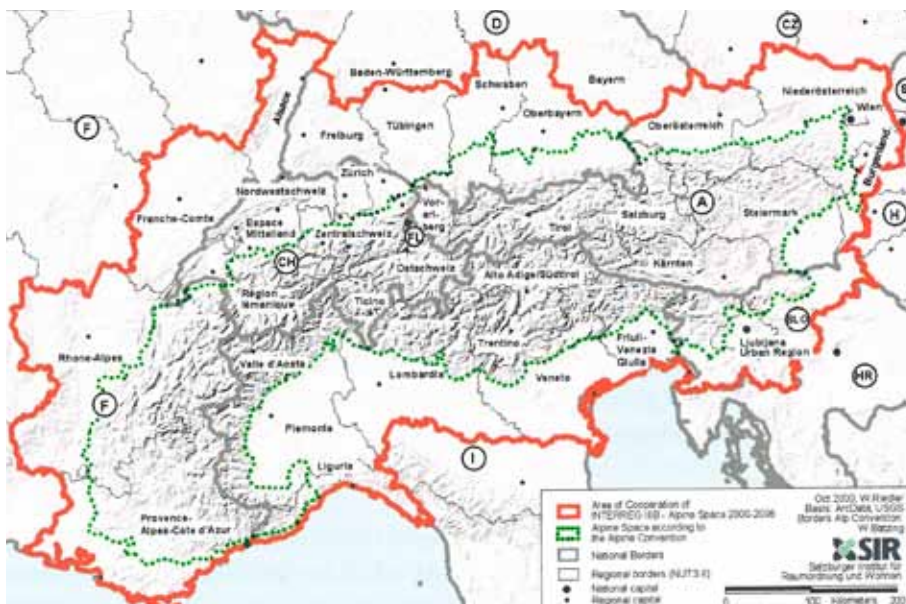 D
CZ
Baden-Württemberg
Schwaben
Bayern
Niederösterreich
F
Alsace
Freiburg
Tübingen
Oberbayern
Oberösterreich
Wien
Burgenland
Nordwestschweiz
Zürich
Franche-Comte
Espace
Mittelland
Zentralschweiz
Vor-
arl-
berg
FL
Tirol
Salzburg
A
Steiermark
H
CH
Ostschweiz
Kärnten
Région
lémanique
Ticino
Alto Adige/Südtirol
SLO
Rhone-Alpes
Valle d'Aosta
Trentino
Friuli-
Venezia
Giulia
Ljubljana
Urban Region
Lombardia
Veneto
HR
F
Piemonte
I
Liguria
Provence-
Alpes-Cote d'Azur
Area of Cooperation of
INTERREG IIIB - Alpine Space 2000-2006
Alpine Space according to
the Alpine Convention
National Borders
Regional borders (NUTS II)
National capital
Regional capital
W.Riedler
Basis: ArcData, USGS
Borders Alp Convention:
W.Bätzing
SIR
Salzburger Institut für
Raumordnung und Wohnen
0
100 Kilometers
200